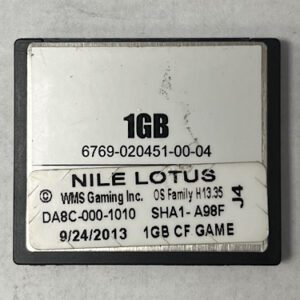 1GB
6769-020451-00-04
NILE LOTUS
© WMS Gaming Inc. OS Family H13.35
DA8C-000-1010 SHA1- A98F
9/24/2013 1GB CF GAME
J4